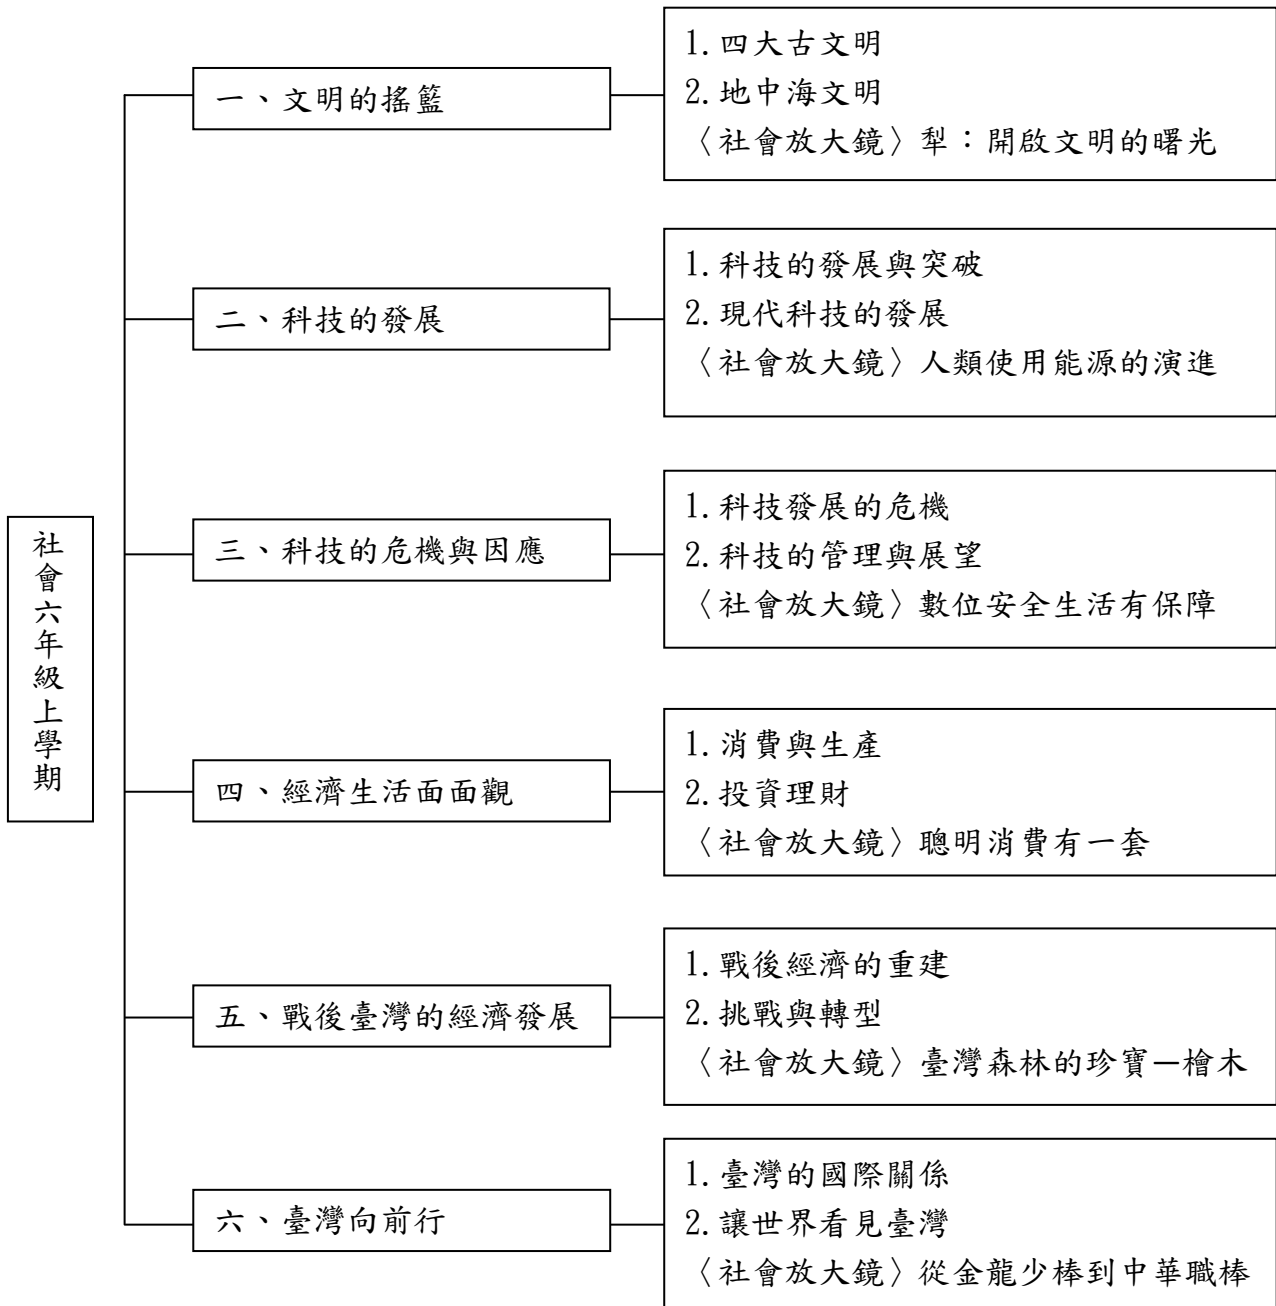 社會六年級上學期
一、文明的搖籃
1.四大古文明
2.地中海文明
〈社會放大鏡〉犁：開啟文明的曙光
二、科技的發展
1.科技的發展與突破
2.現代科技的發展
〈社會放大鏡〉人類使用能源的演進
三、科技的危機與因應
1.科技發展的危機
2.科技的管理與展望
〈社會放大鏡〉數位安全生活有保障
四、經濟生活面面觀
1.消費與生產
2.投資理財
〈社會放大鏡〉聰明消費有一套
五、戰後臺灣的經濟發展
1.戰後經濟的重建
2.挑戰與轉型
〈社會放大鏡〉臺灣森林的珍寶—檜木
六、臺灣向前行
1.臺灣的國際關係
2.讓世界看見臺灣
〈社會放大鏡〉從金龍少棒到中華職棒